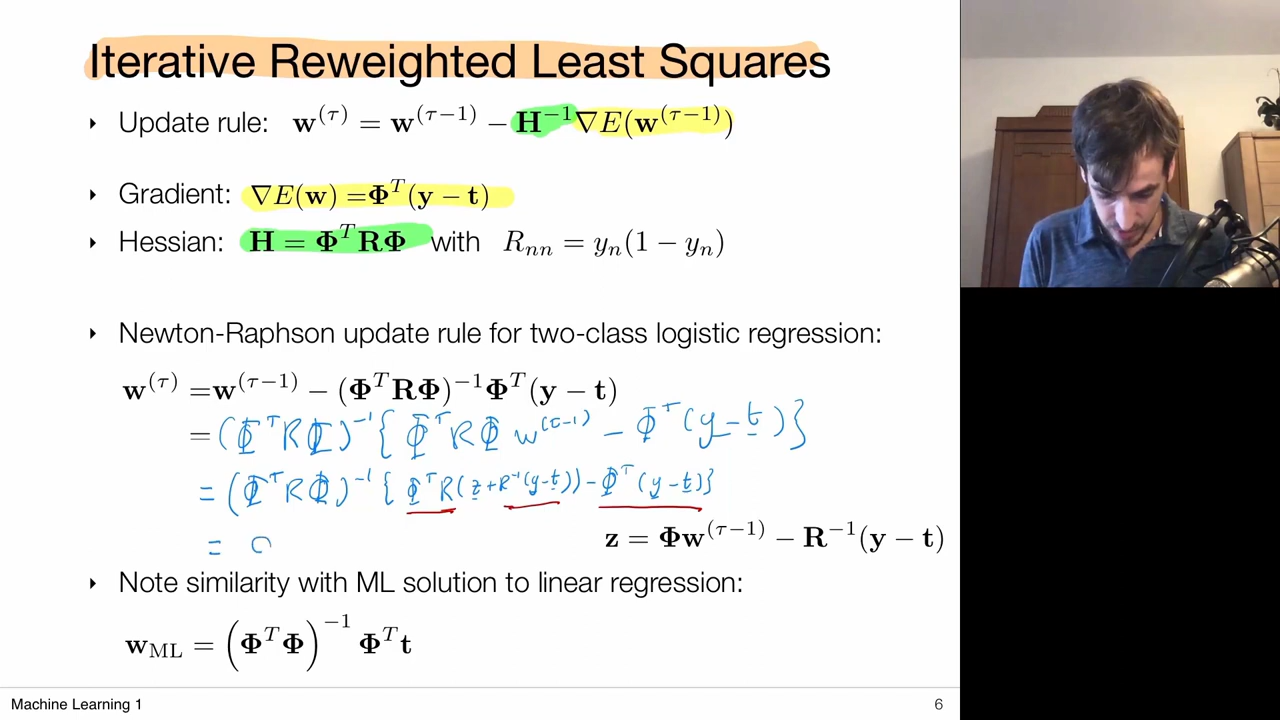 Iterative Reweighted Least Squares
‣ Update rule: w^(τ) = w^(τ−1) − H^−1 ∇E(w^(τ−1))
‣ Gradient: ∇E(w) =Φ^T(y − t)
‣ Hessian: H = Φ^T RΦ with R_nn = y_n(1 − y_n)
‣ Newton-Raphson update rule for two-class logistic regression:
w^(τ) =w^(τ−1) − (Φ^T RΦ)^−1 Φ^T(y − t)
= (Φ^T R Φ)^−1 { Φ^T R Φ w^(τ−1) − Φ^T (y − t) }
= (Φ^T R Φ)^−1 { Φ^T R (z + R^−1 (y − t)) − Φ^T (y − t) }
=
z = Φw^(τ−1) − R^−1(y − t)
‣ Note similarity with ML solution to linear regression:
w_ML = (Φ^T Φ)^−1 Φ^T t
Machine Learning 1
6